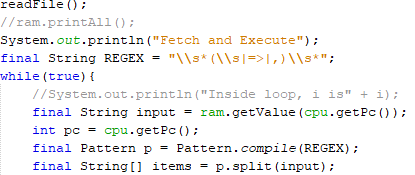 readFile();
//ram.printAll();
System.out.println("Fetch and Execute");
final String REGEX = "\\s*(\\s|=>|,)\\s*";
while(true){
//System.out.println("Inside loop, i is" + i);
final String input = ram.getValue(cpu.getPc());
int pc = cpu.getPc();
final Pattern p = Pattern.compile(REGEX);
final String[] items = p.split(input);